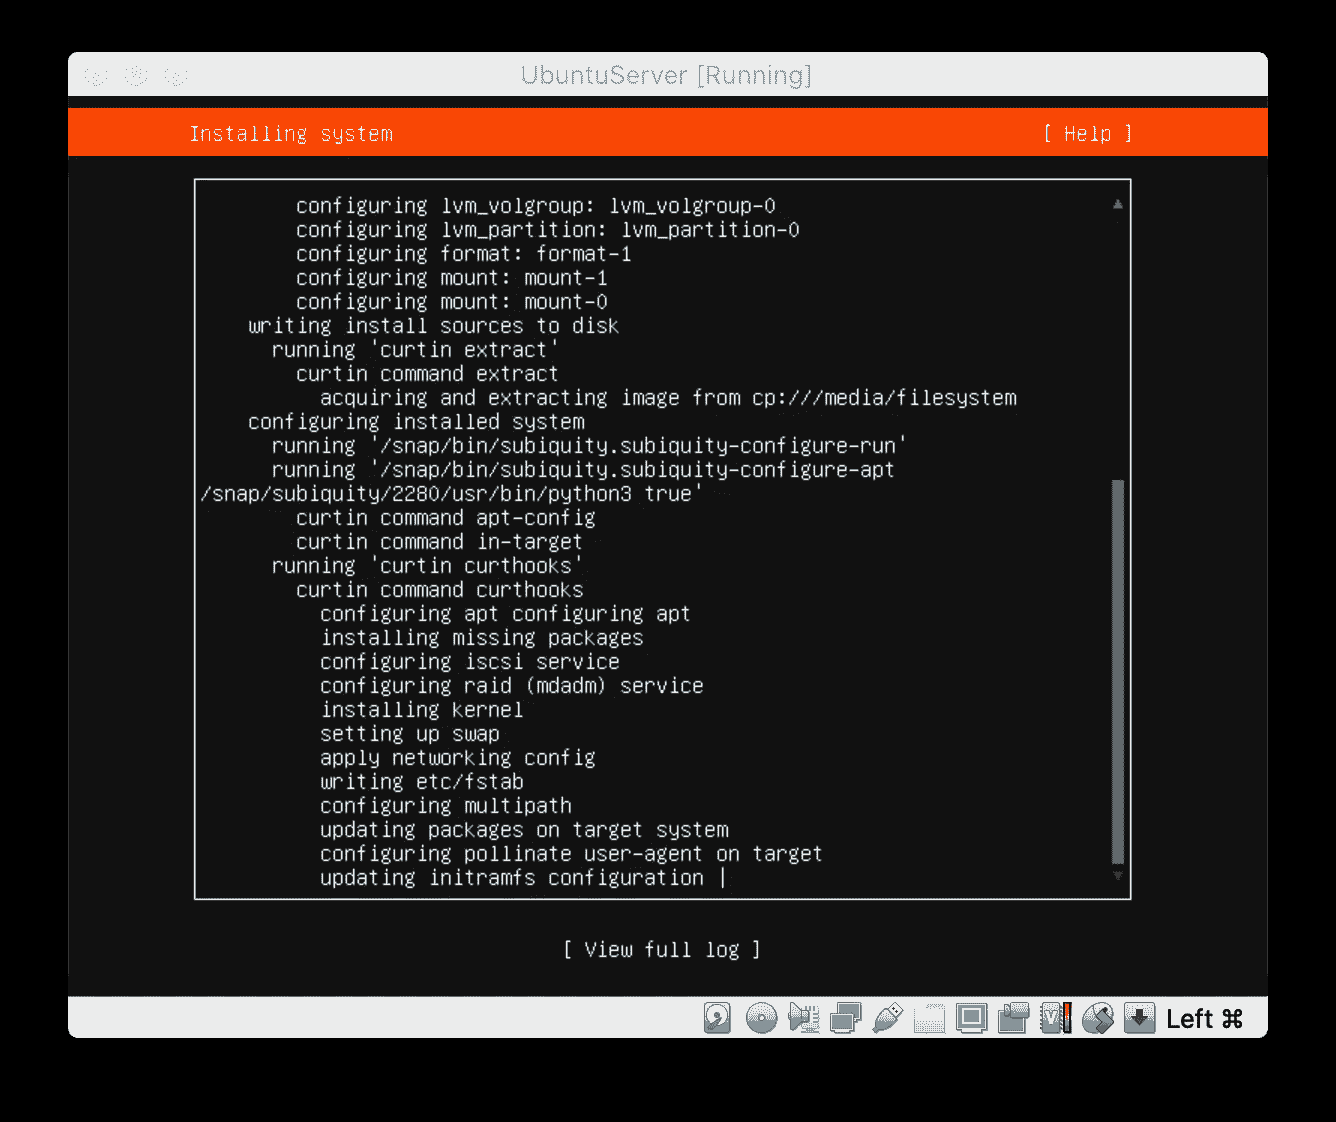 UbuntuServer [Running]
Installing system [ Help ]
configuring lvm_volgroup: lvm_volgroup-0
configuring lvm_partition: lvm_partition-0
configuring format: format-1
configuring mount: mount-1
configuring mount: mount-0
writing install sources to disk
running 'curtin extract'
curtin command extract
acquiring and extracting image from cp:///media/filesystem
configuring installed system
running '/snap/bin/subiquity.subiquity-configure-run'
running '/snap/bin/subiquity.subiquity-configure-apt
/snap/subiquity/2280/usr/bin/python3 true'
curtin command apt-config
curtin command in-target
running 'curtin curthooks'
curtin command curthooks
configuring apt configuring apt
installing missing packages
configuring iscsi service
configuring raid (mdadm) service
installing kernel
setting up swap
apply networking config
writing etc/fstab
configuring multipath
updating packages on target system
configuring pollinate user-agent on target
updating initramfs configuration |
[ View full log ]
Left ⌘